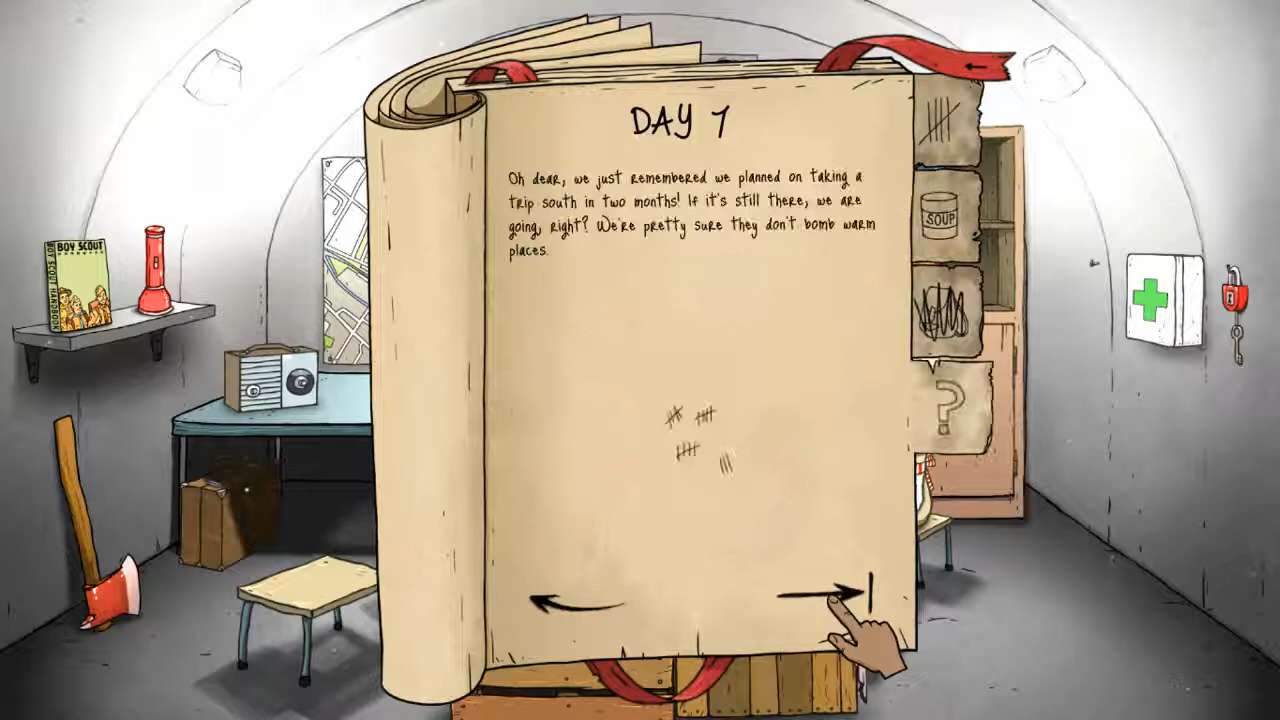 DAY 7
Oh dear, we just remembered we planned on taking a
trip south in two months! If it's still there, we are
going, right? We're pretty sure they don't bomb warm
places.
SOUP
BOY SCOUT
BOY SCOUT HANDBOOK
?